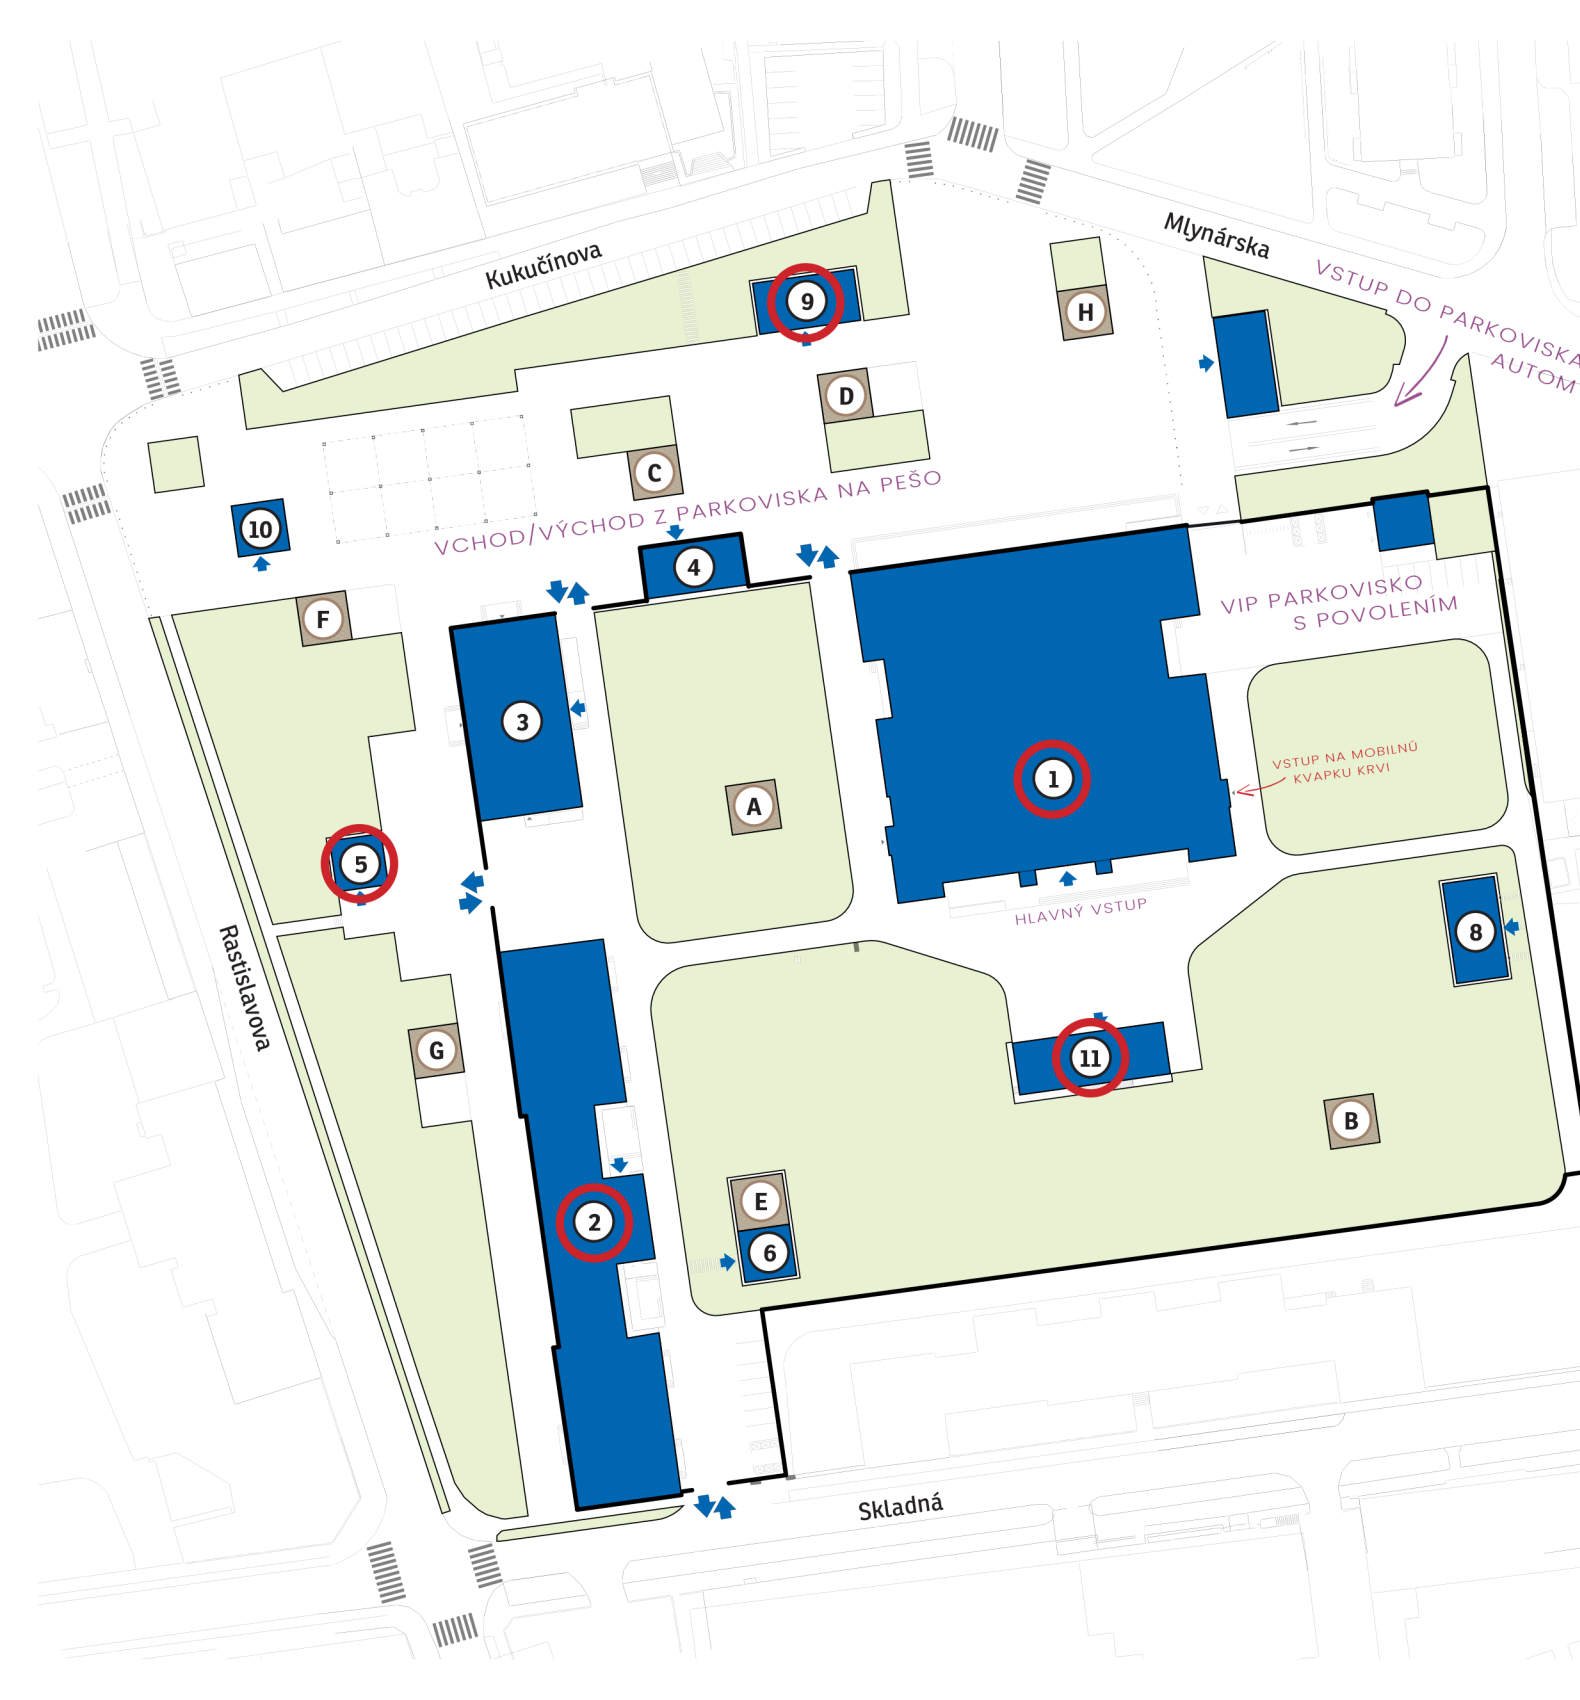 Kukučínova
Mlynárska
VSTUP DO PARKOVISKA
AUTOM
9
H
D
C
10
VCHOD/VÝCHOD Z PARKOVISKA NA PEŠO
4
F
VIP PARKOVISKO
S POVOLENÍM
3
A
1
VSTUP NA MOBILNÚ
KVAPKU KRVI
5
HLAVNÝ VSTUP
8
Rastislavova
G
11
B
E
2
6
Skladná